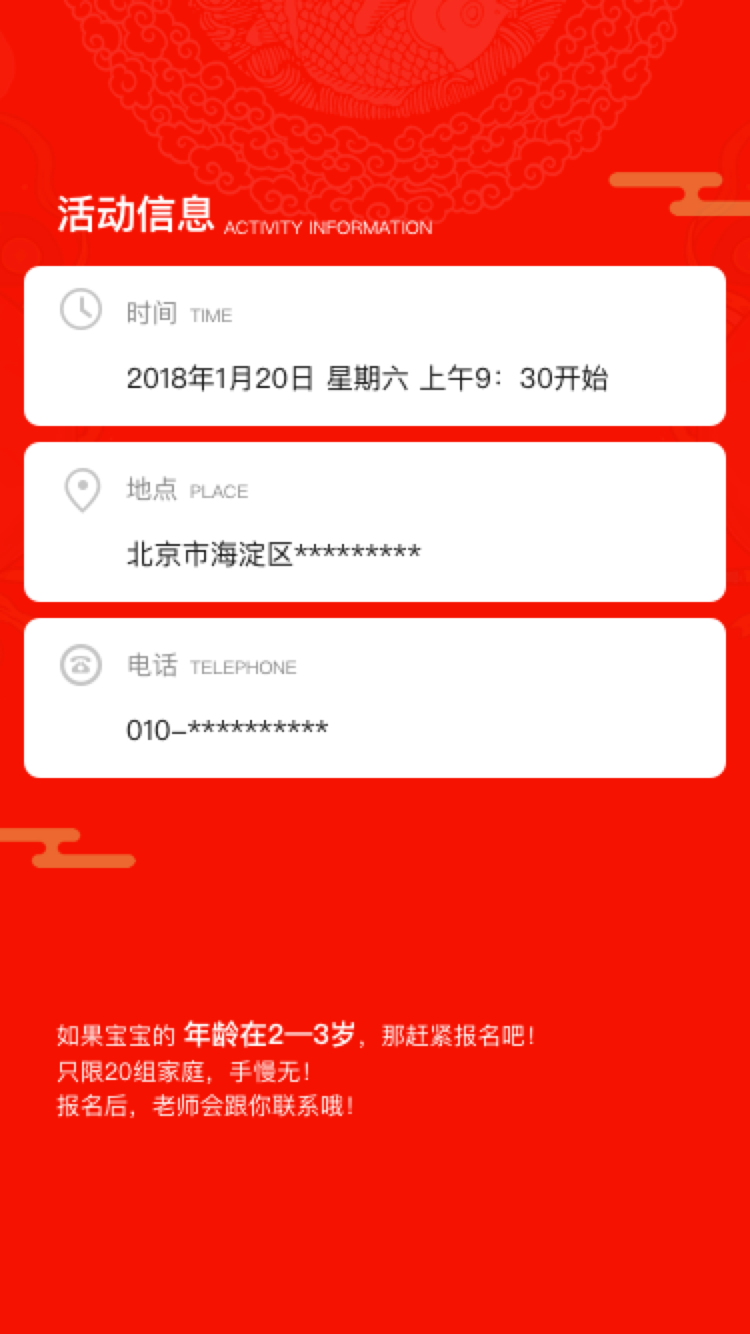 活动信息 ACTIVITY INFORMATION
时间 TIME
2018年1月20日 星期六 上午9：30开始
地点 PLACE
北京市海淀区*********
电话 TELEPHONE
010-**********
如果宝宝的 年龄在2—3岁，那赶紧报名吧！
只限20组家庭，手慢无！
报名后，老师会跟你联系哦！